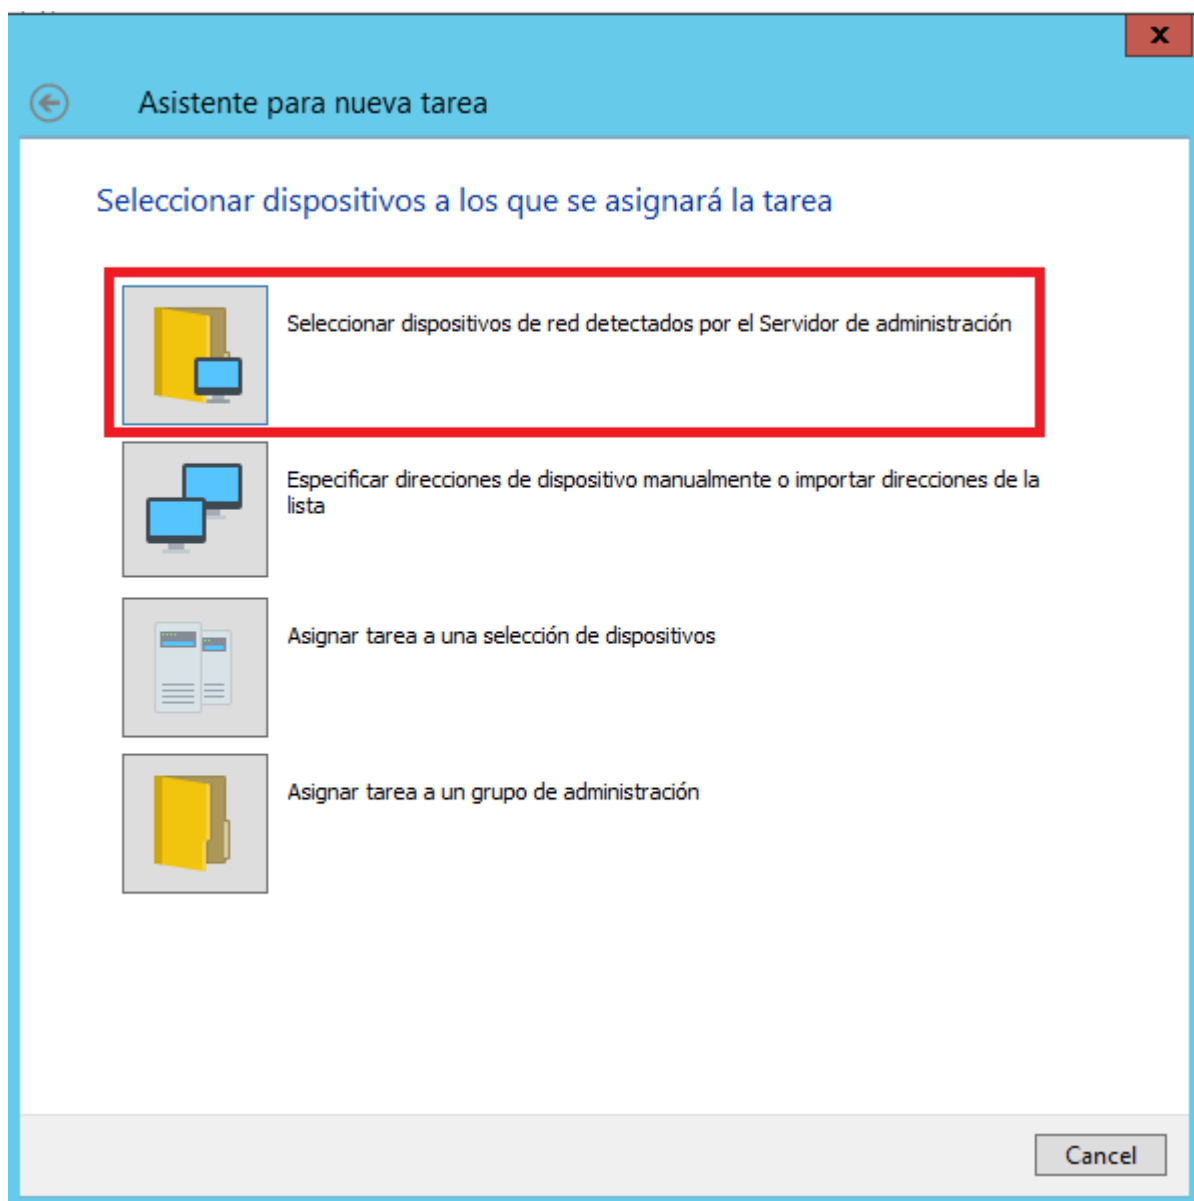 x
Asistente para nueva tarea
Seleccionar dispositivos a los que se asignará la tarea
Seleccionar dispositivos de red detectados por el Servidor de administración
Especificar direcciones de dispositivo manualmente o importar direcciones de la
lista
Asignar tarea a una selección de dispositivos
Asignar tarea a un grupo de administración
Cancel